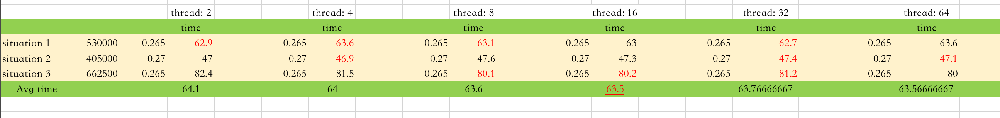 thread: 2 thread: 4 thread: 8 thread: 16 thread: 32 thread: 64
time time time time time time
situation 1 530000 0.265 62.9 0.265 63.6 0.265 63.1 0.265 63 0.265 62.7 0.265 63.6
situation 2 405000 0.27 47 0.27 46.9 0.27 47.6 0.27 47.3 0.27 47.4 0.27 47.1
situation 3 662500 0.265 82.4 0.265 81.5 0.265 80.1 0.265 80.2 0.265 81.2 0.265 80
Avg time 64.1 64 63.6 63.5 63.76666667 63.56666667